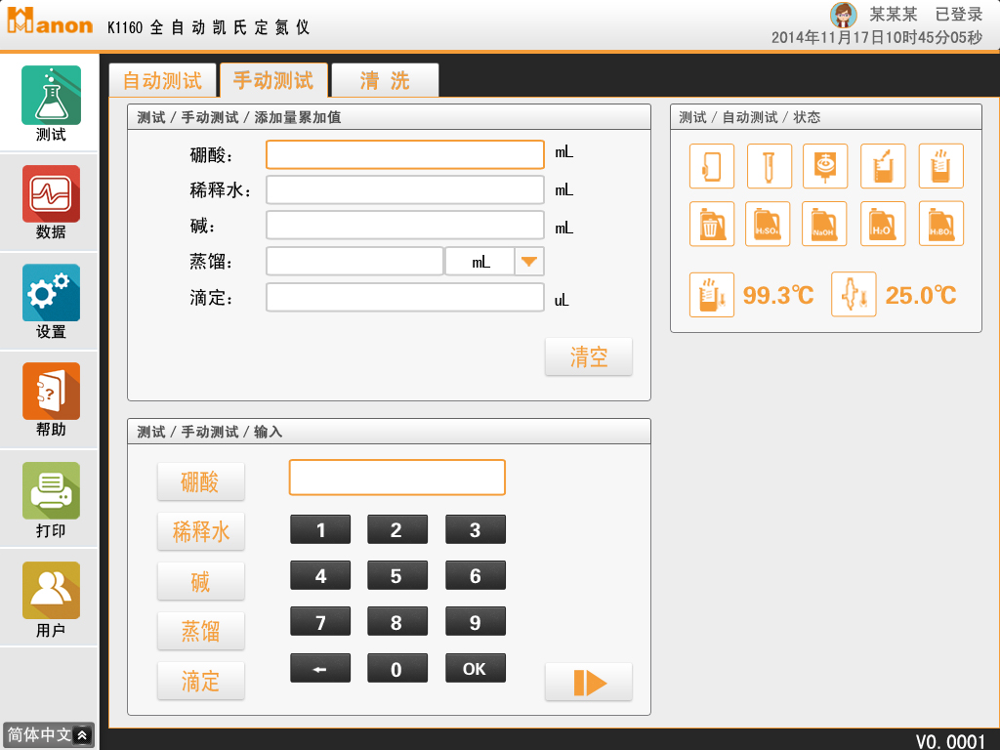 Hanon K1160 全自动凯氏定氮仪
某某某 已登录
2014年11月17日10时45分05秒
测试
数据
设置
帮助
打印
用户
简体中文
自动测试 手动测试 清 洗
测试 / 手动测试 / 添加量累加值
硼酸: mL
稀释水: mL
碱: mL
蒸馏: mL
滴定: uL
清空
测试 / 手动测试 / 输入
硼酸
稀释水
碱
蒸馏
滴定
1 2 3
4 5 6
7 8 9
← 0 OK
测试 / 自动测试 / 状态
H₂SO₄ NaOH H₂O H₃BO₃
99.3℃ 25.0℃
V0.0001